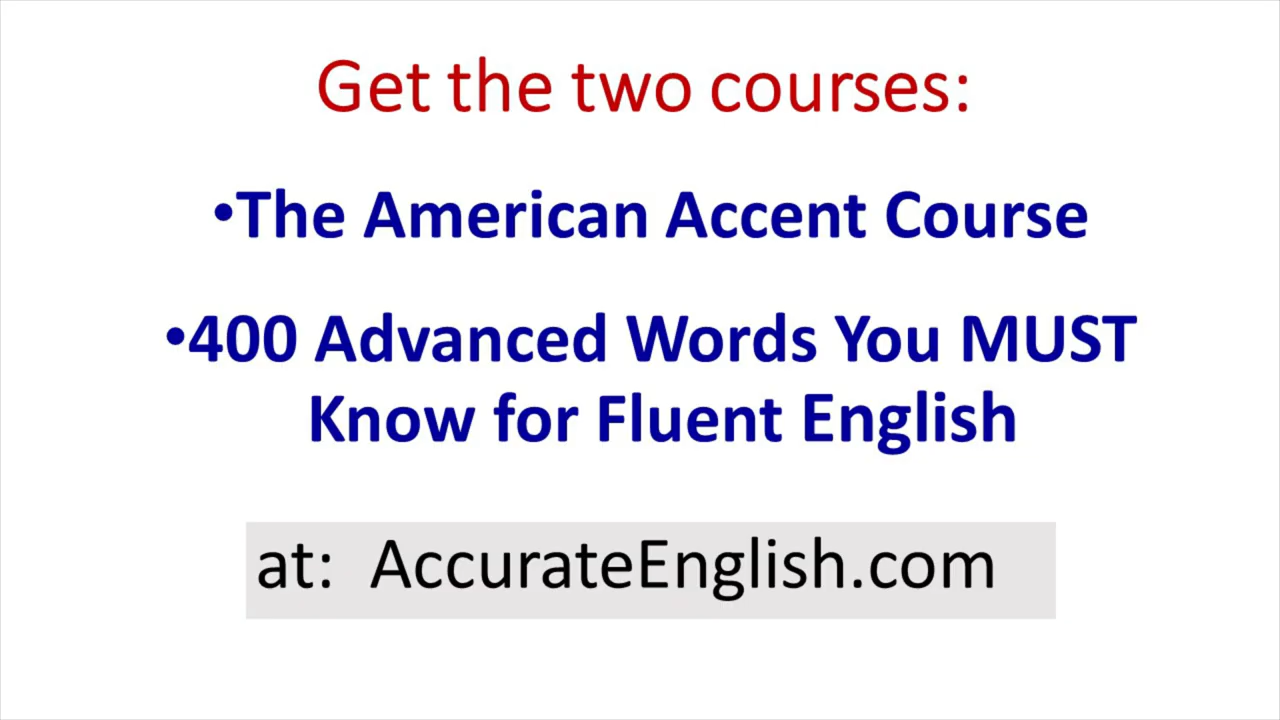 Get the two courses:
•The American Accent Course
•400 Advanced Words You MUST
Know for Fluent English
at: AccurateEnglish.com